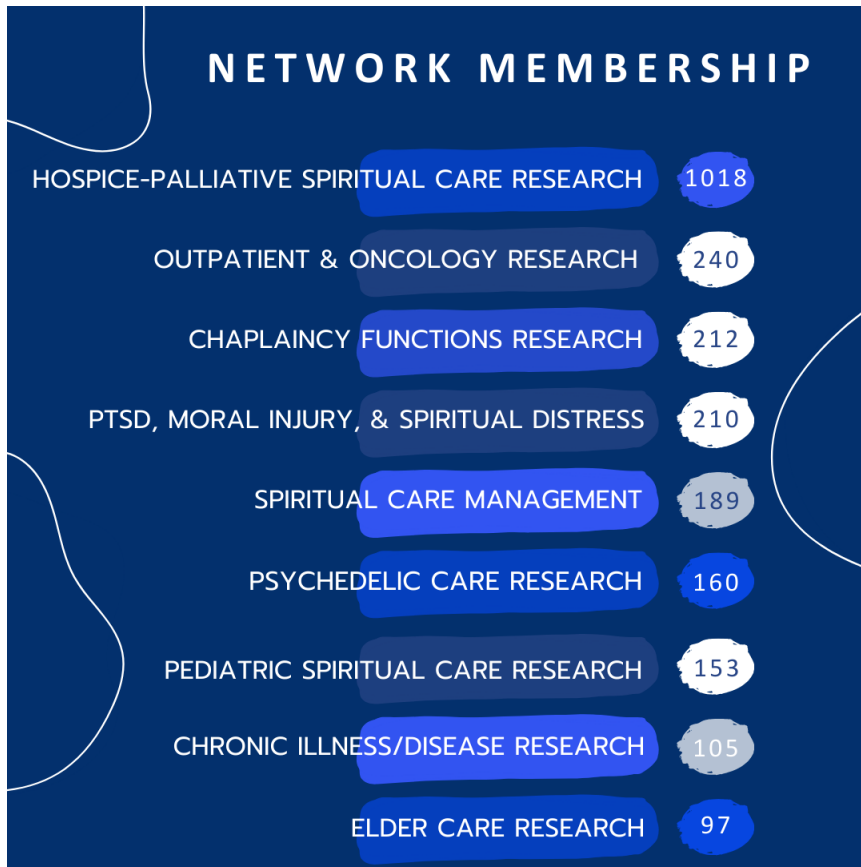 NETWORK MEMBERSHIP
HOSPICE-PALLIATIVE SPIRITUAL CARE RESEARCH 1018
OUTPATIENT & ONCOLOGY RESEARCH 240
CHAPLAINCY FUNCTIONS RESEARCH 212
PTSD, MORAL INJURY, & SPIRITUAL DISTRESS 210
SPIRITUAL CARE MANAGEMENT 189
PSYCHEDELIC CARE RESEARCH 160
PEDIATRIC SPIRITUAL CARE RESEARCH 153
CHRONIC ILLNESS/DISEASE RESEARCH 105
ELDER CARE RESEARCH 97